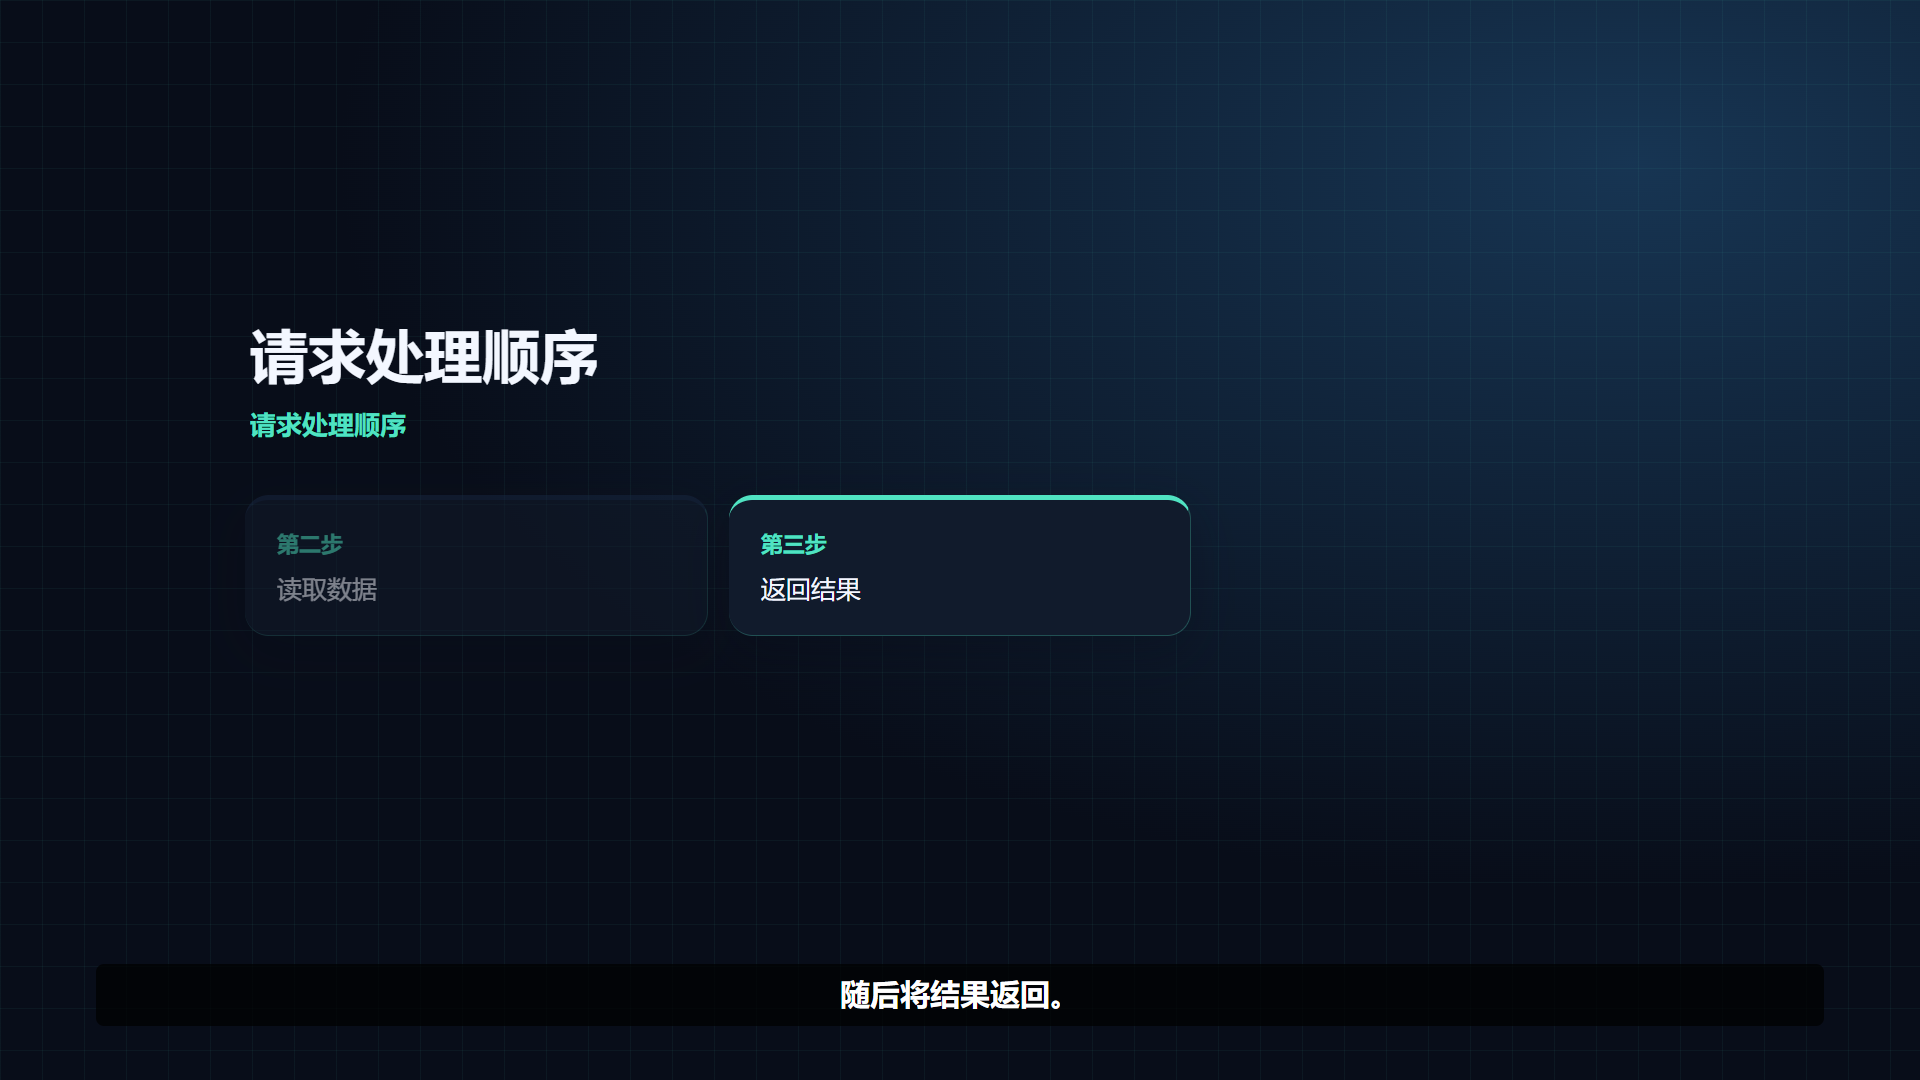 请求处理顺序
请求处理顺序
第二步
读取数据
第三步
返回结果
随后将结果返回。